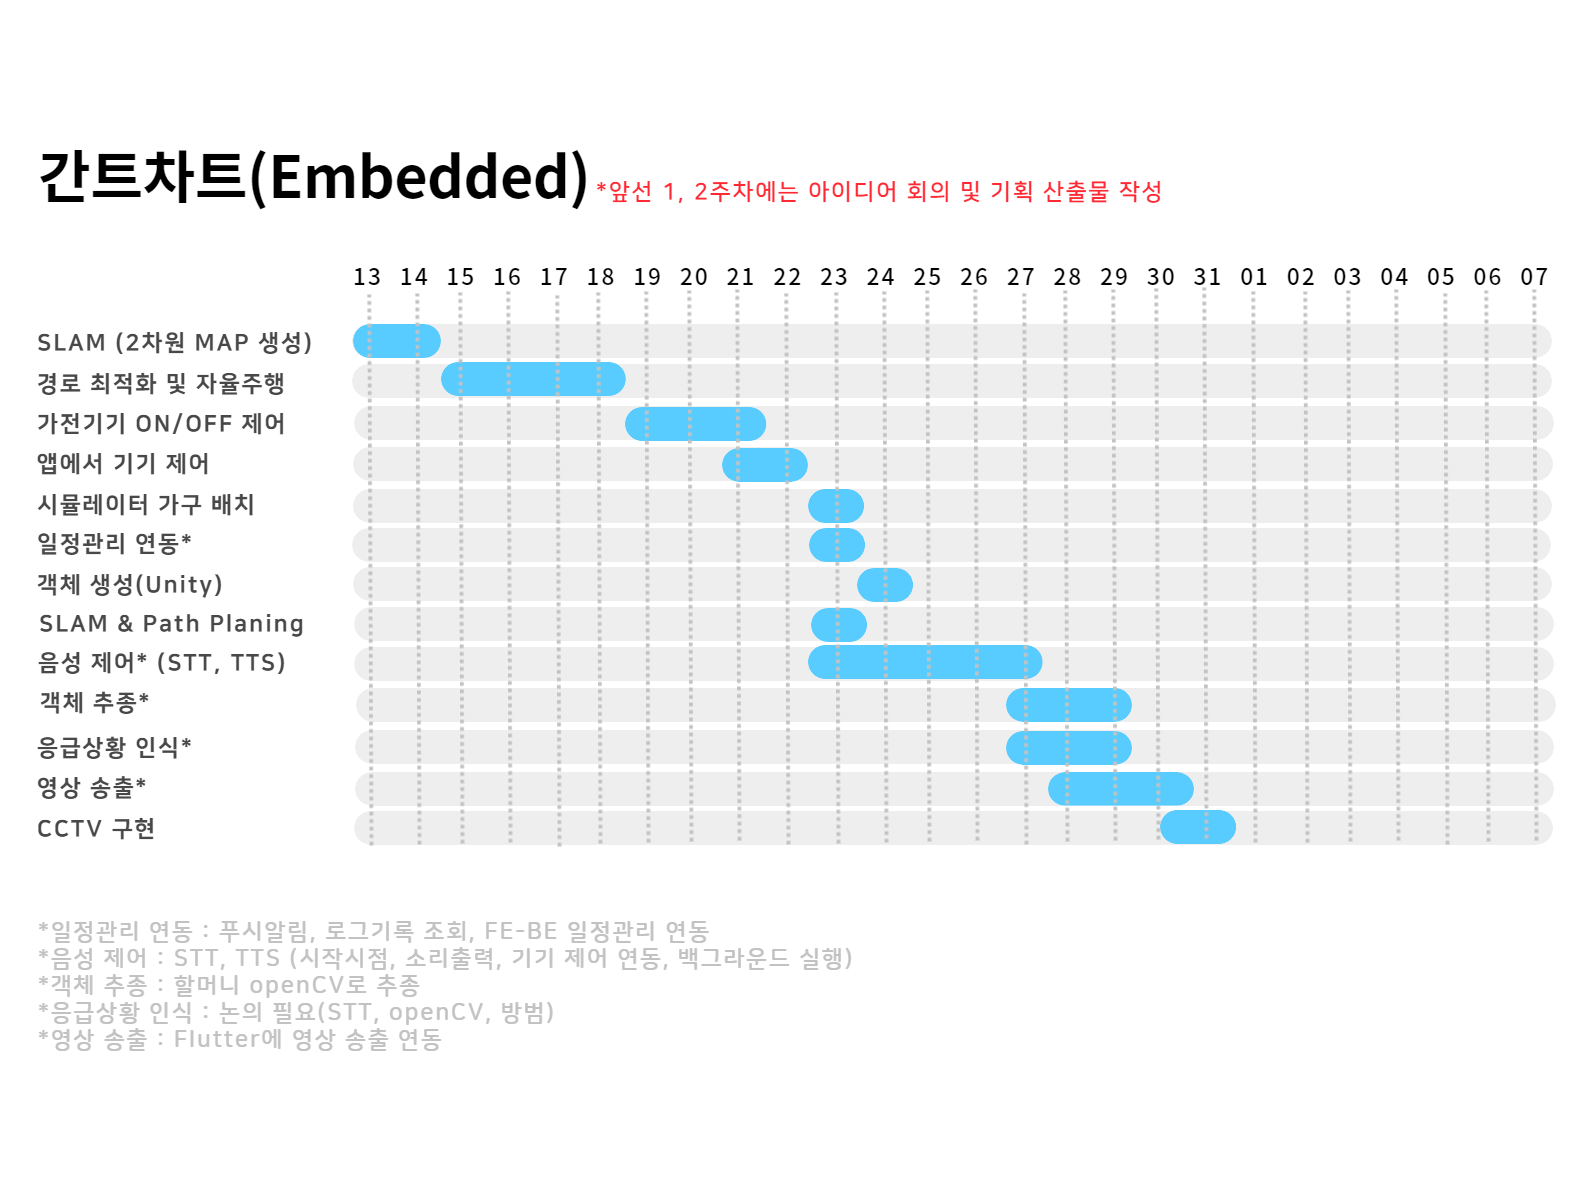 간트차트(Embedded) *앞선 1, 2주차에는 아이디어 회의 및 기획 산출물 작성
13 14 15 16 17 18 19 20 21 22 23 24 25 26 27 28 29 30 31 01 02 03 04 05 06 07
SLAM (2차원 MAP 생성)
경로 최적화 및 자율주행
가전기기 ON/OFF 제어
앱에서 기기 제어
시뮬레이터 가구 배치
일정관리 연동*
객체 생성(Unity)
SLAM & Path Planing
음성 제어* (STT, TTS)
객체 추종*
응급상황 인식*
영상 송출*
CCTV 구현
*일정관리 연동 : 푸시알림, 로그기록 조회, FE-BE 일정관리 연동
*음성 제어 : STT, TTS (시작시점, 소리출력, 기기 제어 연동, 백그라운드 실행)
*객체 추종 : 할머니 openCV로 추종
*응급상황 인식 : 논의 필요(STT, openCV, 방범)
*영상 송출 : Flutter에 영상 송출 연동